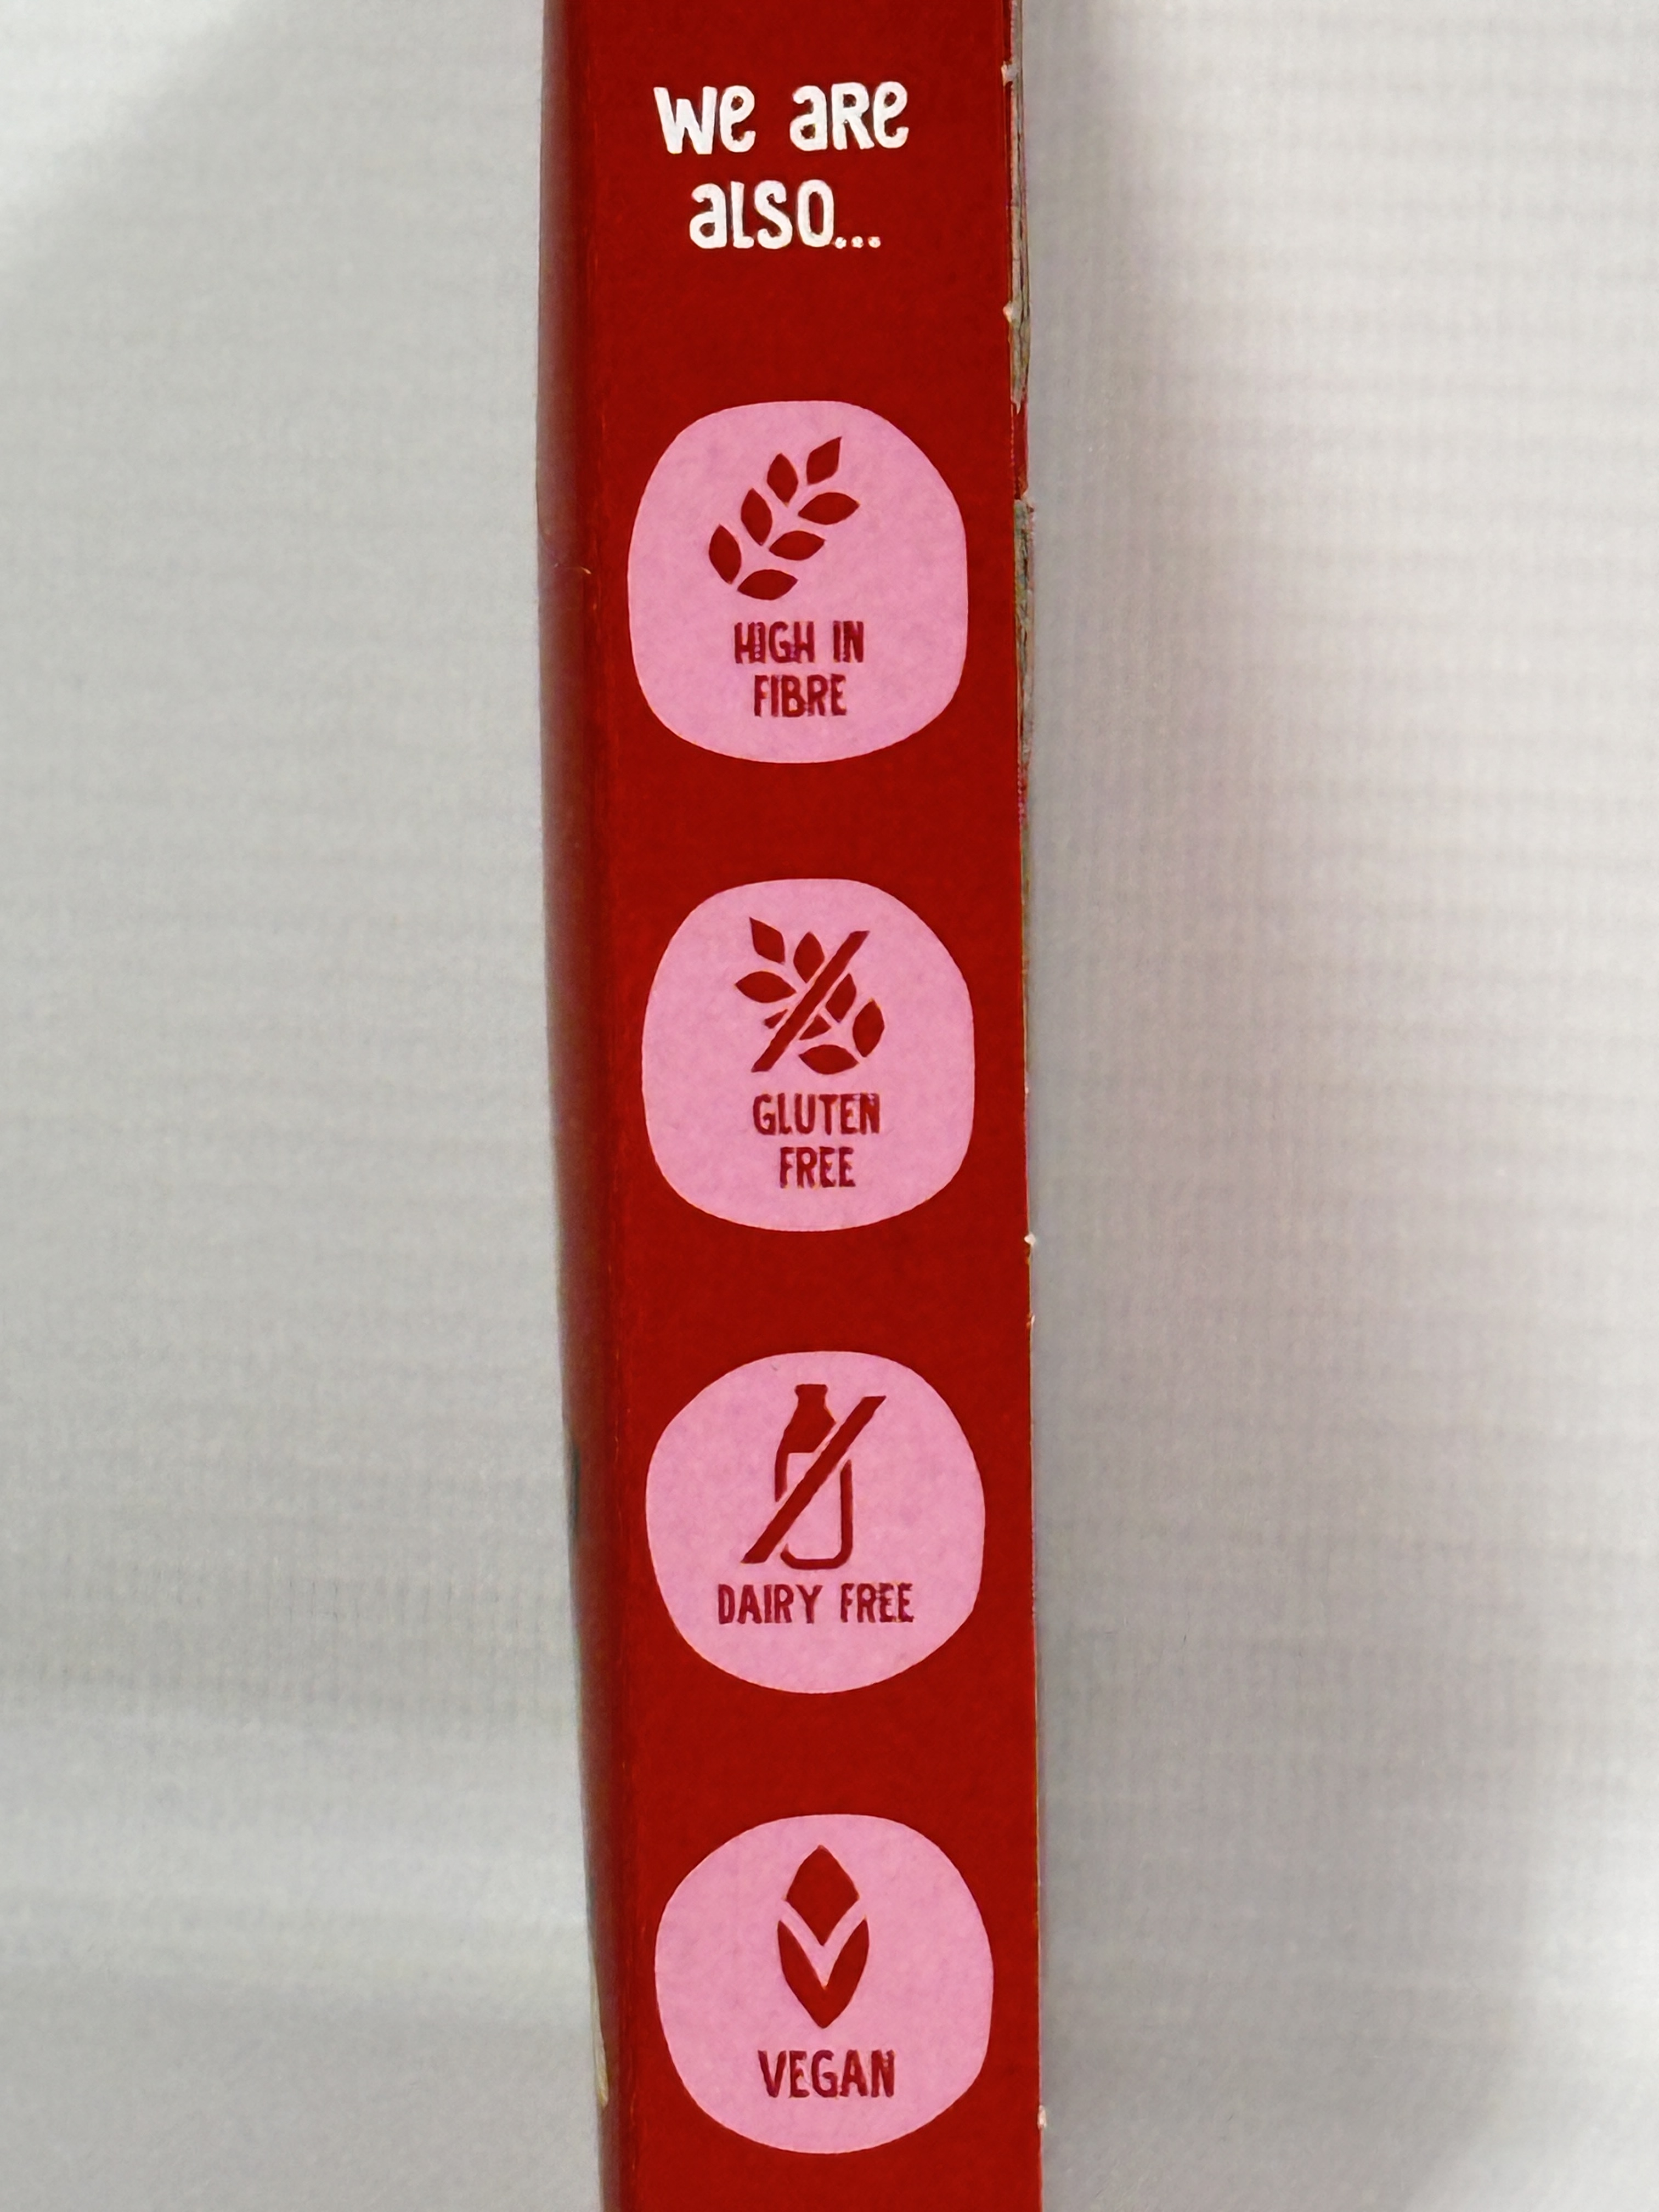 we are
also...
HIGH IN
FIBRE
GLUTEN
FREE
DAIRY FREE
VEGAN